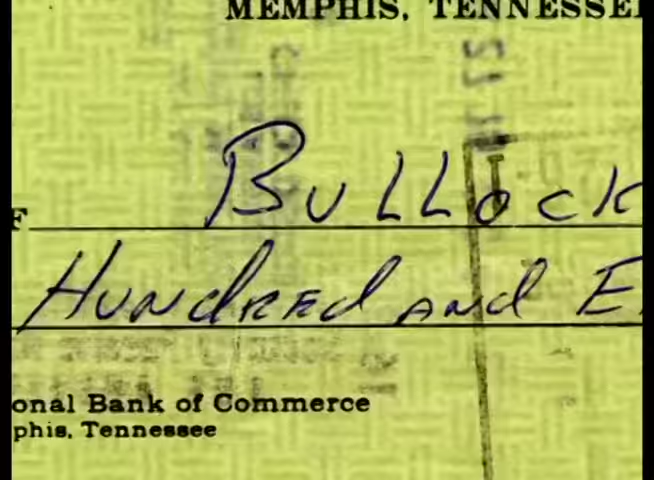 MEMPHIS, TENNESSEE
F Bullock
Hundred and E
onal Bank of Commerce
phis, Tennessee